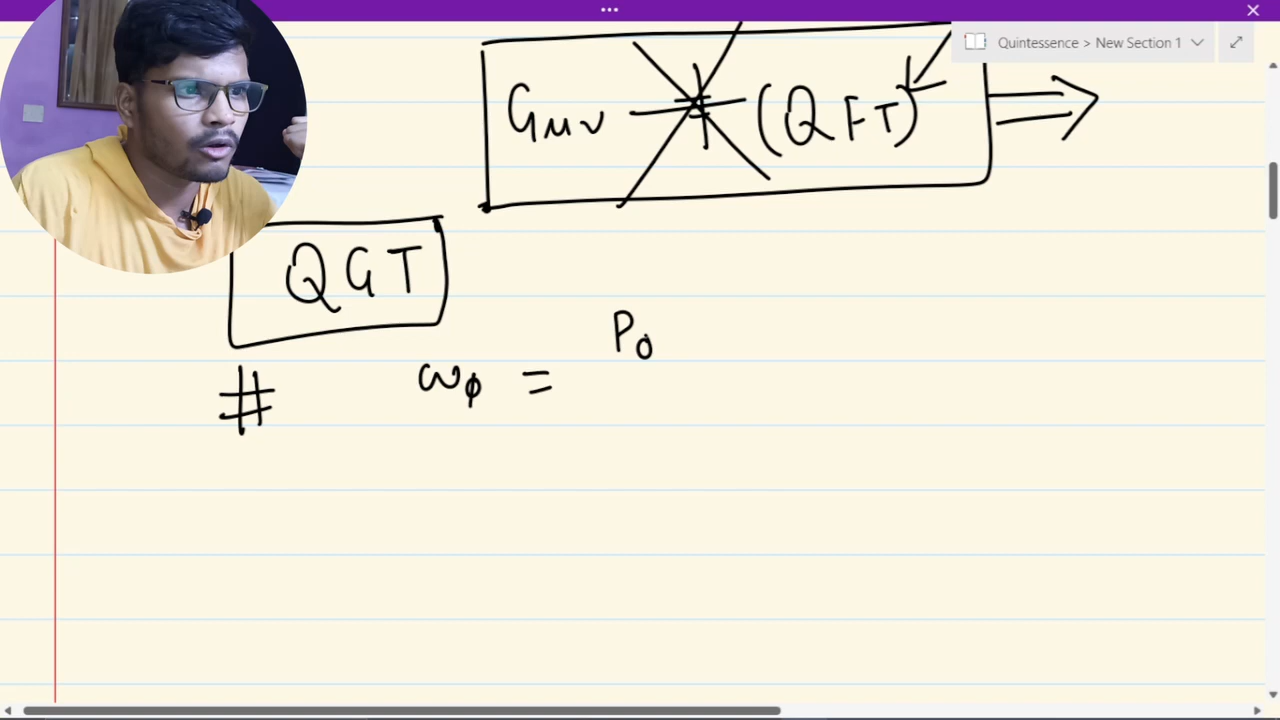 Quintessence > New Section 1
Gμν ≠ (QFT) ⇒
QGT
# ωϕ = P0